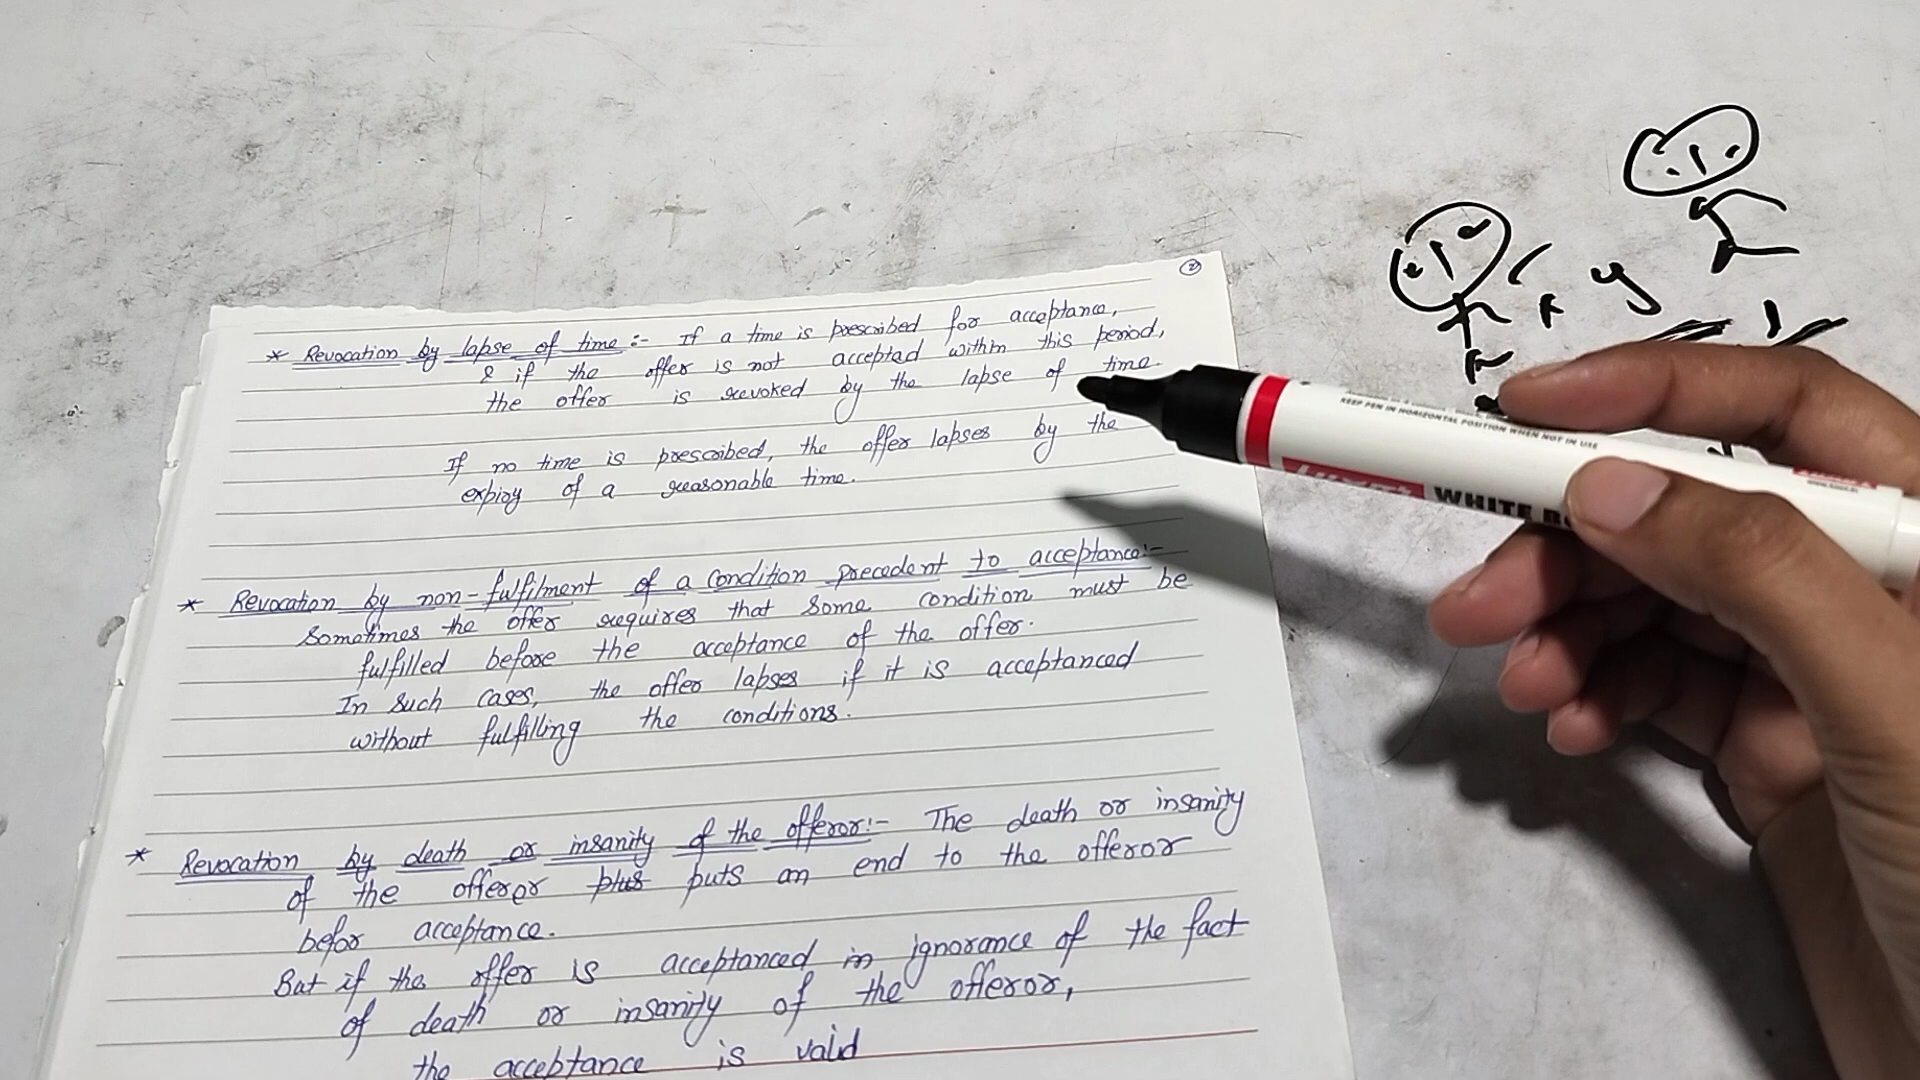 ②
* Revocation by lapse of time :- If a time is prescribed for acceptance,
& if the offer is not accepted within this period,
the offer is revoked by the lapse of time.
If no time is prescribed, the offer lapses by the
expiry of a reasonable time.
* Revocation by non-fulfilment of a condition precedent to acceptance:-
Sometimes the offer requires that some condition must be
fulfilled before the acceptance of the offer.
In such cases, the offer lapses if it is acceptanced
without fulfilling the conditions.
* Revocation by death or insanity of the offeror:- The death or insanity
of the offeror plus puts an end to the offeror
befor acceptance.
But if the offer is acceptanced in ignorance of the fact
of death or insanity of the offeror,
the acceptance is valid
KEEP PEN IN HORIZONTAL POSITION WHEN NOT IN USE
WHITE B
y